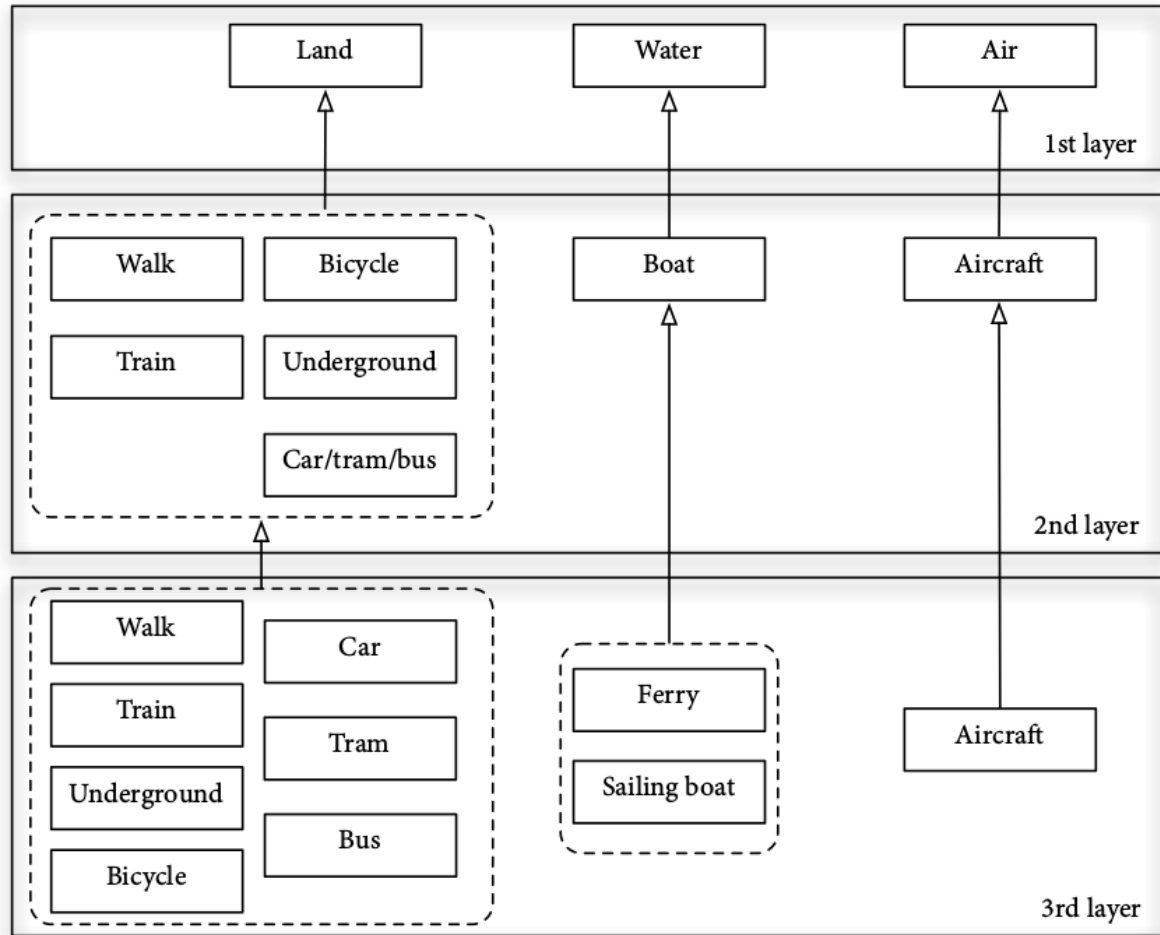 Land
Water
Air
1st layer
Walk
Bicycle
Boat
Aircraft
Train
Underground
Car/tram/bus
2nd layer
Walk
Car
Train
Ferry
Tram
Aircraft
Underground
Sailing boat
Bus
Bicycle
3rd layer